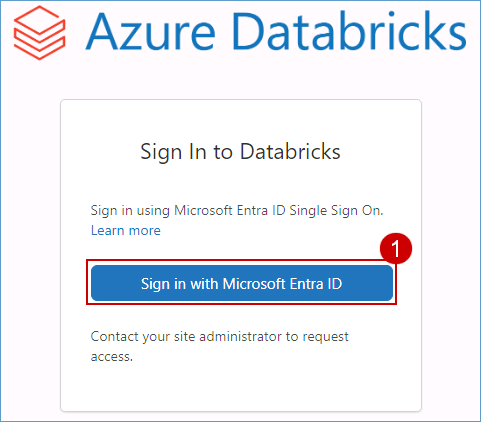 Azure Databricks
Sign In to Databricks
Sign in using Microsoft Entra ID Single Sign On.
Learn more
1
Sign in with Microsoft Entra ID
Contact your site administrator to request
access.